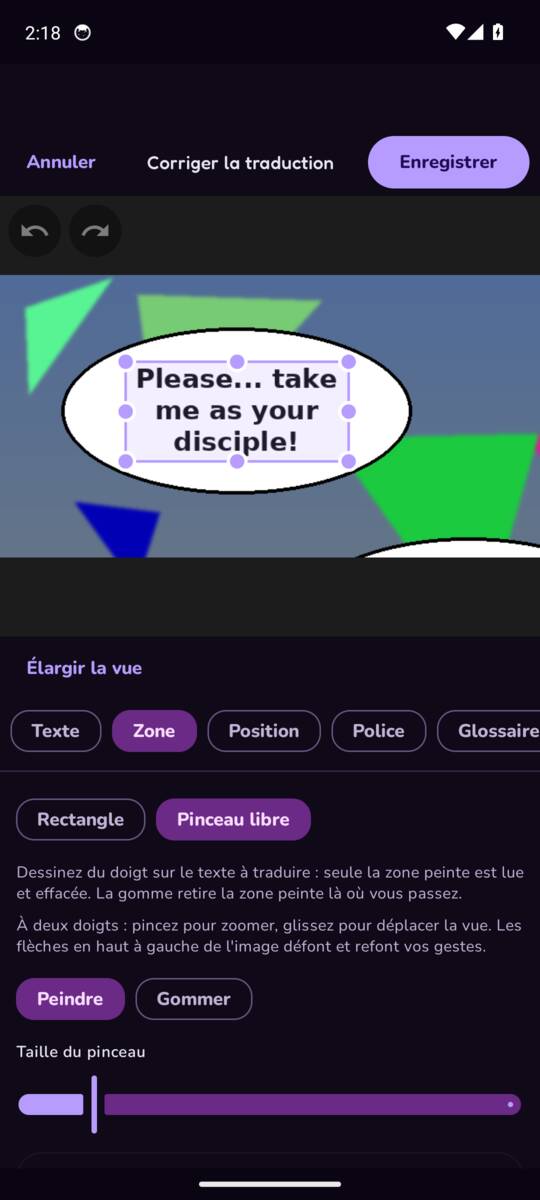 2:18
Annuler
Corriger la traduction
Enregistrer
Please... take
me as your
disciple!
Élargir la vue
Texte
Zone
Position
Police
Glossaire
Rectangle
Pinceau libre
Dessinez du doigt sur le texte à traduire : seule la zone peinte est lue
et effacée. La gomme retire la zone peinte là où vous passez.
À deux doigts : pincez pour zoomer, glissez pour déplacer la vue. Les
flèches en haut à gauche de l'image défont et refont vos gestes.
Peindre
Gommer
Taille du pinceau